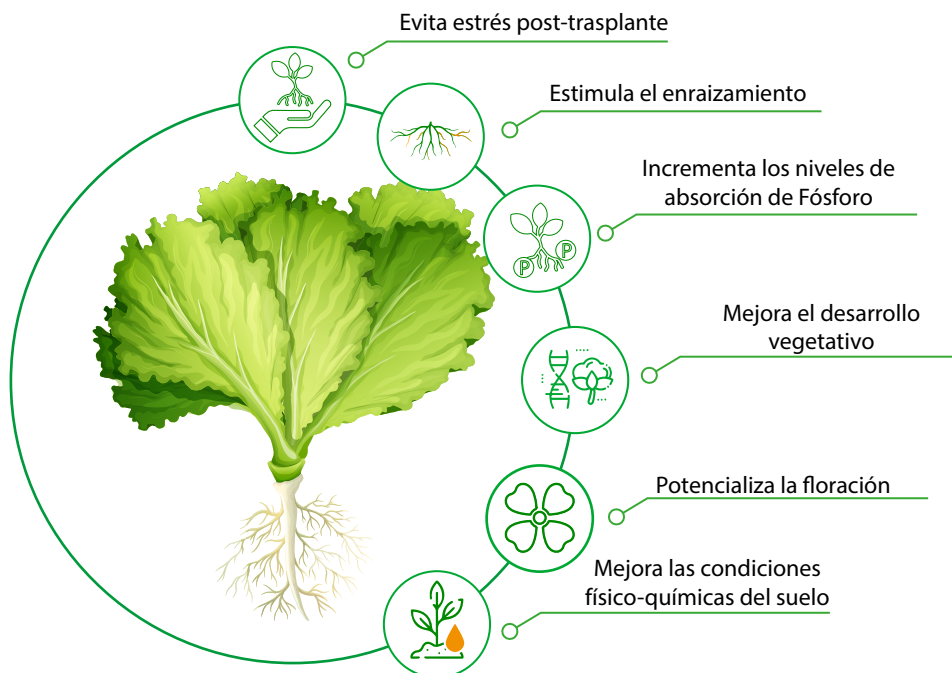 Evita estrés post-trasplante
Estimula el enraizamiento
Incrementa los niveles de
absorción de Fósforo
P
P
Mejora el desarrollo
vegetativo
Potencializa la floración
Mejora las condiciones
físico-químicas del suelo